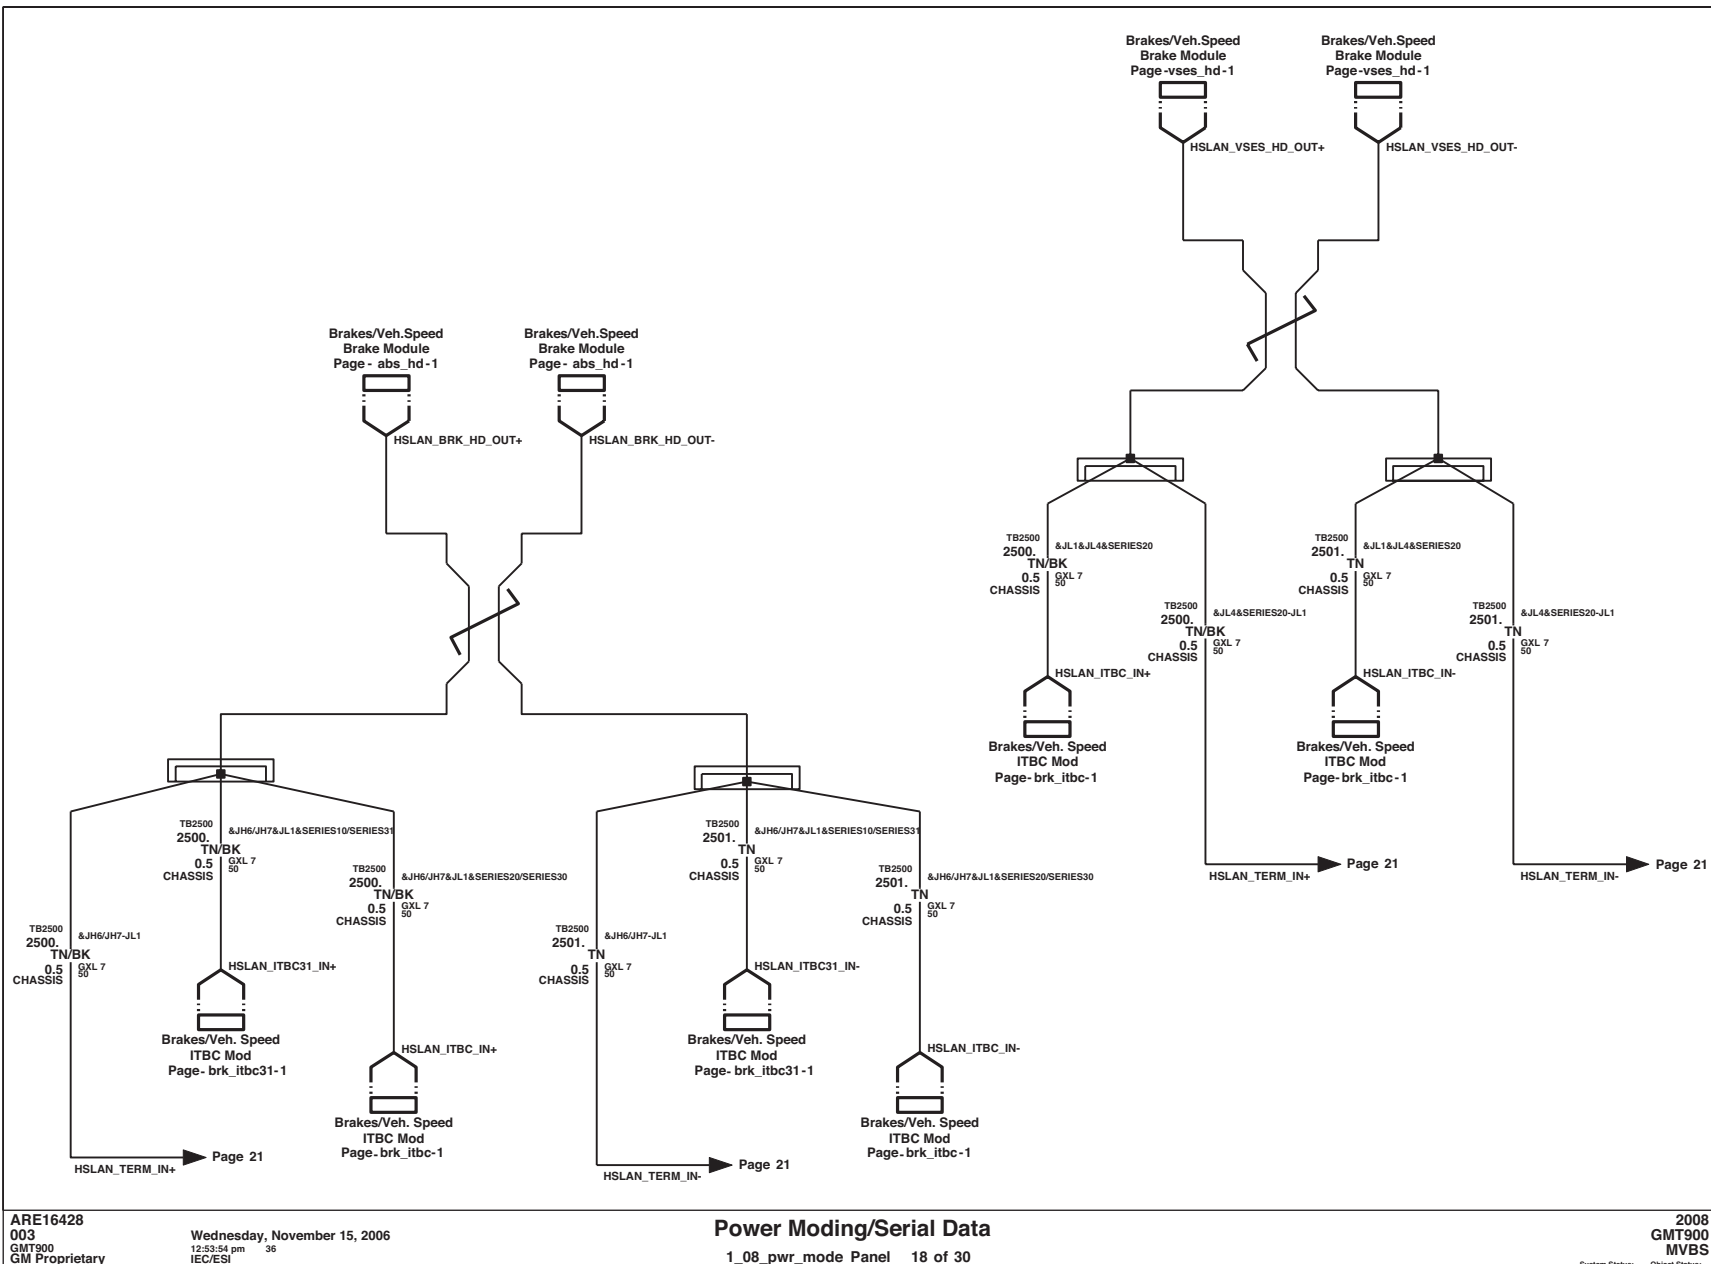 Brakes/Veh.Speed
Brake Module
Page-vses_hd-1
Brakes/Veh.Speed
Brake Module
Page-vses_hd-1
HSLAN_VSES_HD_OUT+
HSLAN_VSES_HD_OUT-
Brakes/Veh.Speed
Brake Module
Page- abs_hd-1
Brakes/Veh.Speed
Brake Module
Page- abs_hd-1
HSLAN_BRK_HD_OUT+
HSLAN_BRK_HD_OUT-
TB2500
2500.
TN/BK
0.5
CHASSIS
&JL1&JL4&SERIES20
GXL 7
50
TB2500
2500.
TN/BK
0.5
CHASSIS
&JL4&SERIES20-JL1
GXL 7
50
TB2500
2501.
TN
0.5
CHASSIS
&JL1&JL4&SERIES20
GXL 7
50
TB2500
2501.
TN
0.5
CHASSIS
&JL4&SERIES20-JL1
GXL 7
50
HSLAN_ITBC_IN+
Brakes/Veh. Speed
ITBC Mod
Page-brk_itbc-1
HSLAN_ITBC_IN-
Brakes/Veh. Speed
ITBC Mod
Page-brk_itbc-1
HSLAN_TERM_IN+
Page 21
HSLAN_TERM_IN-
Page 21
TB2500
2500.
TN/BK
0.5
CHASSIS
&JH6/JH7&JL1&SERIES10/SERIES31
GXL 7
50
TB2500
2500.
TN/BK
0.5
CHASSIS
&JH6/JH7&JL1&SERIES20/SERIES30
GXL 7
50
TB2500
2500.
TN/BK
0.5
CHASSIS
&JH6/JH7-JL1
GXL 7
50
TB2500
2501.
TN
0.5
CHASSIS
&JH6/JH7&JL1&SERIES10/SERIES31
GXL 7
50
TB2500
2501.
TN
0.5
CHASSIS
&JH6/JH7&JL1&SERIES20/SERIES30
GXL 7
50
TB2500
2501.
TN
0.5
CHASSIS
&JH6/JH7-JL1
GXL 7
50
HSLAN_ITBC31_IN+
Brakes/Veh. Speed
ITBC Mod
Page- brk_itbc31-1
HSLAN_ITBC_IN+
Brakes/Veh. Speed
ITBC Mod
Page-brk_itbc-1
HSLAN_TERM_IN+
Page 21
HSLAN_ITBC31_IN-
Brakes/Veh. Speed
ITBC Mod
Page- brk_itbc31-1
HSLAN_ITBC_IN-
Brakes/Veh. Speed
ITBC Mod
Page-brk_itbc-1
HSLAN_TERM_IN-
Page 21
ARE16428
003
GMT900
GM Proprietary
Wednesday, November 15, 2006
12:53:54 pm 36
IEC/ESI
Power Moding/Serial Data
1_08_pwr_mode Panel 18 of 30
2008
GMT900
MVBS